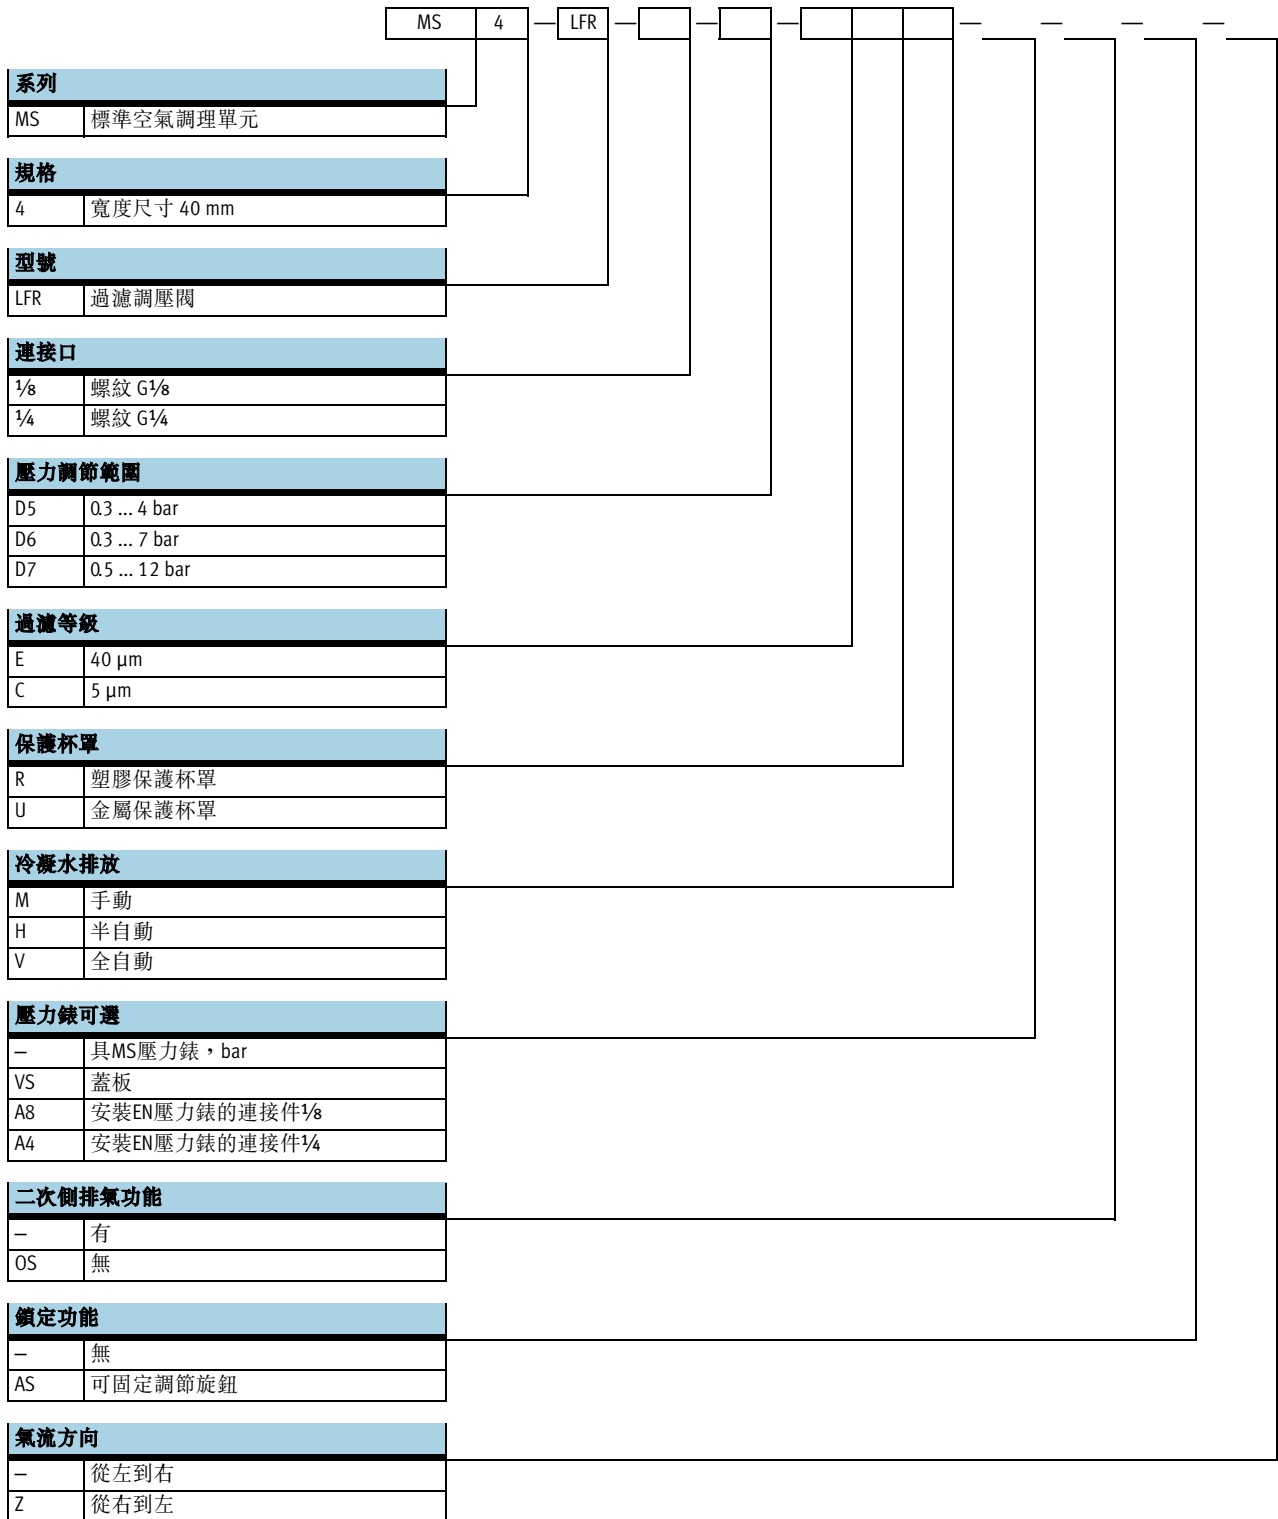 MS 4 — LFR — — — — — — —
系列
MS 標準空氣調理單元
規格
4 寬度尺寸 40 mm
型號
LFR 過濾調壓閥
連接口
⅛ 螺紋 G⅛
¼ 螺紋 G¼
壓力調節範圍
D5 0.3 ... 4 bar
D6 0.3 ... 7 bar
D7 0.5 ... 12 bar
過濾等級
E 40 µm
C 5 µm
保護杯罩
R 塑膠保護杯罩
U 金屬保護杯罩
冷凝水排放
M 手動
H 半自動
V 全自動
壓力錶可選
– 具MS壓力錶，bar
VS 蓋板
A8 安裝EN壓力錶的連接件⅛
A4 安裝EN壓力錶的連接件¼
二次側排氣功能
– 有
OS 無
鎖定功能
– 無
AS 可固定調節旋鈕
氣流方向
– 從左到右
Z 從右到左